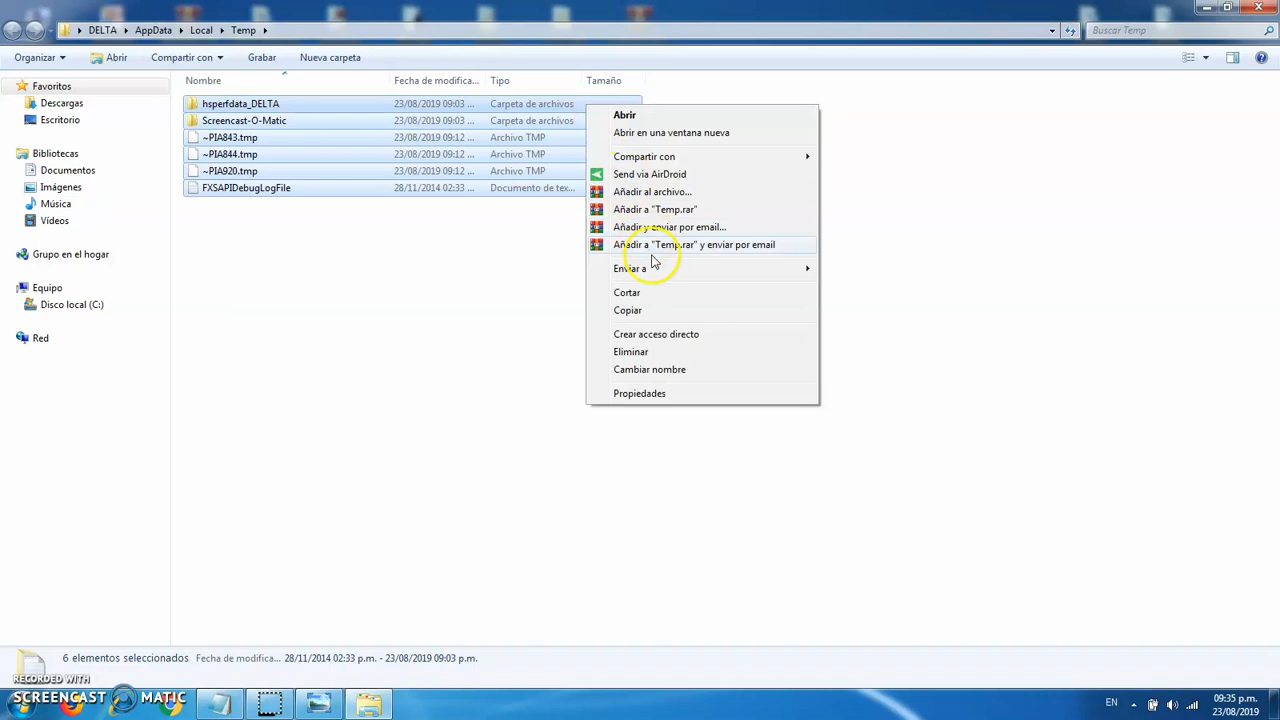 DELTA AppData Local Temp
Buscar Temp
Organizar Abrir Compartir con Grabar Nueva carpeta
Nombre Fecha de modifica... Tipo Tamaño
hsperfdata_DELTA 23/08/2019 09:03 ... Carpeta de archivos
Screencast-O-Matic 23/08/2019 09:03 ... Carpeta de archivos
~PIA843.tmp 23/08/2019 09:12 ... Archivo TMP
~PIA844.tmp 23/08/2019 09:12 ... Archivo TMP
~PIA920.tmp 23/08/2019 09:12 ... Archivo TMP
FXSAPIDebugLogFile 28/11/2014 02:33 ... Documento de tex...
Favoritos
Descargas
Escritorio
Bibliotecas
Documentos
Imágenes
Música
Vídeos
Grupo en el hogar
Equipo
Disco local (C:)
Red
Abrir
Abrir en una ventana nueva
Compartir con
Send via AirDroid
Añadir al archivo...
Añadir a "Temp.rar"
Añadir y enviar por email...
Añadir a "Temp.rar" y enviar por email
Enviar a
Cortar
Copiar
Crear acceso directo
Eliminar
Cambiar nombre
Propiedades
6 elementos seleccionados Fecha de modifica... 28/11/2014 02:33 p.m. - 23/08/2019 09:03 p.m.
RECORDED WITH
SCREENCAST MATIC
EN
09:35 p.m.
23/08/2019